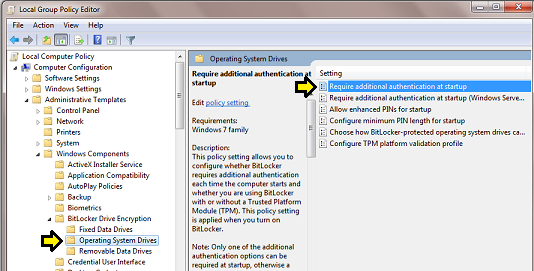 Local Group Policy Editor
File Action View Help
Local Computer Policy
Computer Configuration
Software Settings
Windows Settings
Administrative Templates
Control Panel
Network
Printers
System
Windows Components
ActiveX Installer Service
Application Compatibility
AutoPlay Policies
Backup
Biometrics
BitLocker Drive Encryption
Fixed Data Drives
Operating System Drives
Removable Data Drives
Credential User Interface
Operating System Drives
Require additional authentication at
startup
Edit policy setting.
Requirements:
Windows 7 family
Description:
This policy setting allows you to
configure whether BitLocker
requires additional authentication
each time the computer starts and
whether you are using BitLocker
with or without a Trusted
Platform Module (TPM). This policy
setting is applied when you turn on
BitLocker.
Note: Only one of the additional
authentication options can be
required at startup, otherwise a
Setting
Require additional authentication at startup
Require additional authentication at startup (Windows Serve...
Allow enhanced PINs for startup
Configure minimum PIN length for startup
Choose how BitLocker-protected operating system drives ca...
Configure TPM platform validation profile